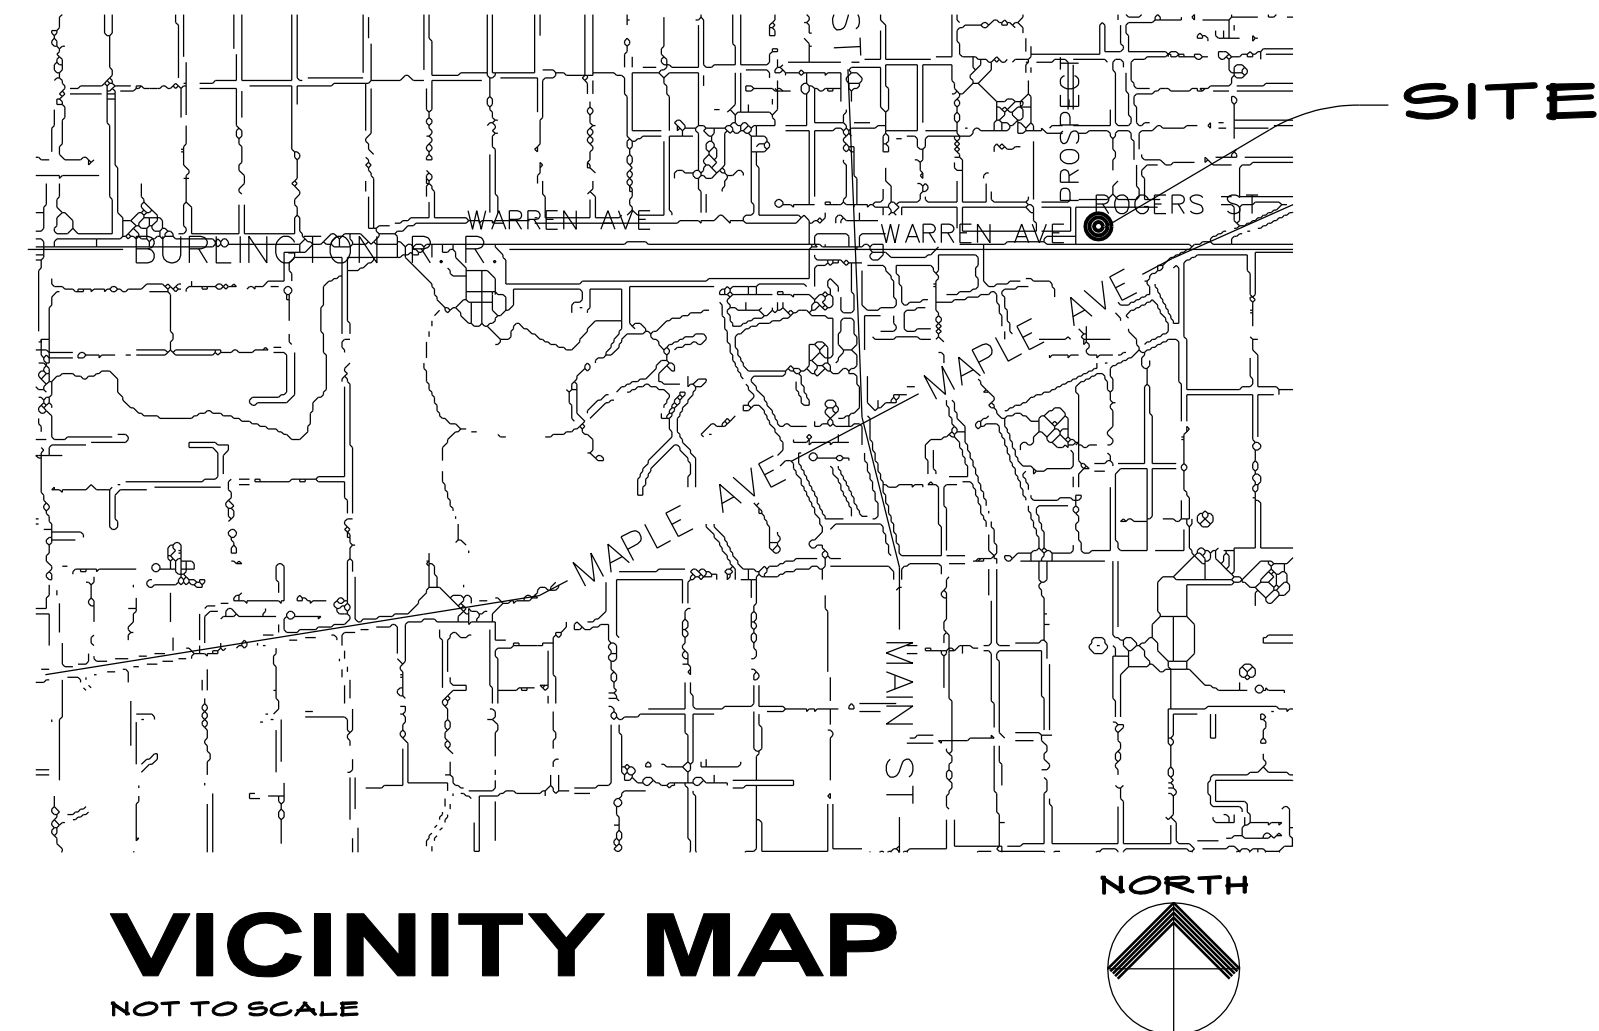 ST
PROSPECT
SITE
ROGERS ST
WARREN AVE
WARREN AVE
BURLINGTON R. R.
MAPLE AVE
MAPLE AVE
MAPLE AVE
MAIN ST
NORTH
VICINITY MAP
NOT TO SCALE